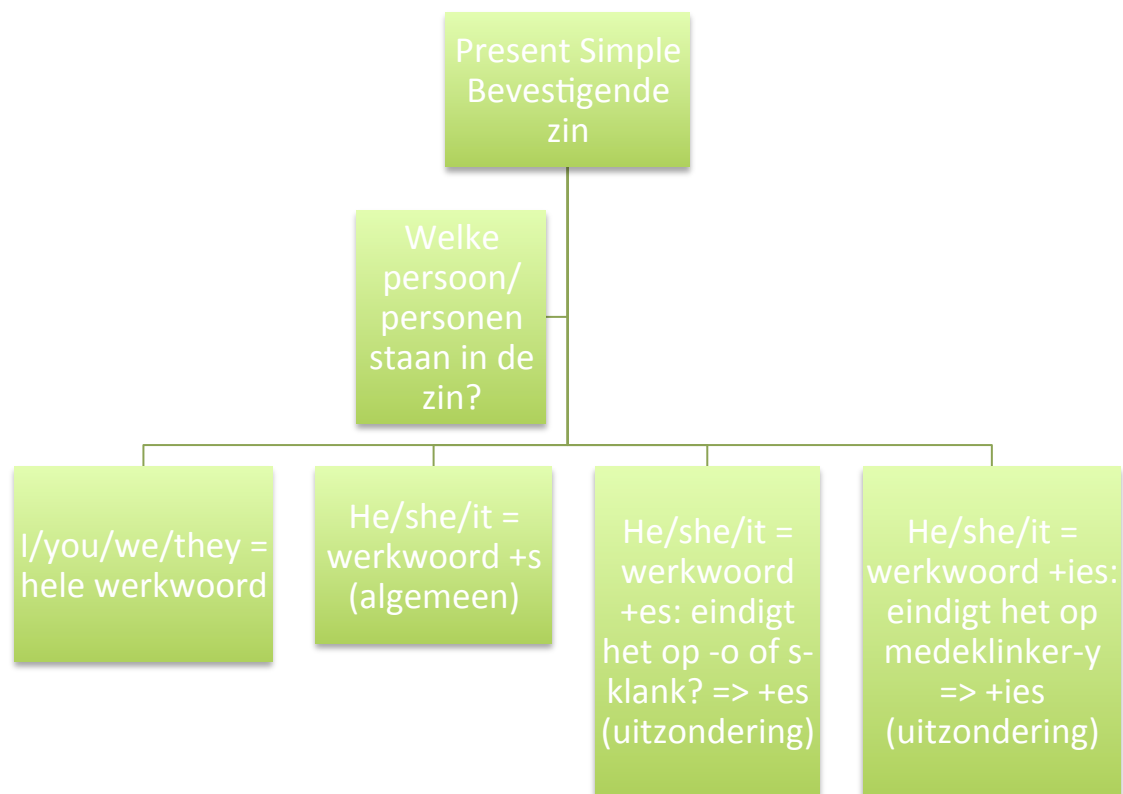 Present Simple
Bevestigende
zin
Welke
persoon/
personen
staan in de
zin?
I/you/we/they =
hele werkwoord
He/she/it =
werkwoord +s
(algemeen)
He/she/it =
werkwoord
+es: eindigt
het op -o of s-
klank? => +es
(uitzondering)
He/she/it =
werkwoord +ies:
eindigt het op
medeklinker-y
=> +ies
(uitzondering)